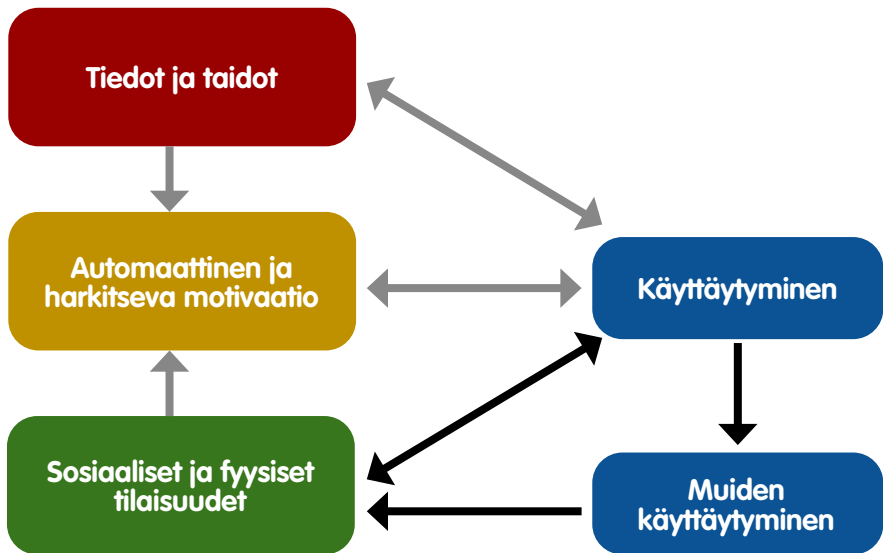 Tiedot ja taidot
Automaattinen ja
harkitseva motivaatio
Käyttäytyminen
Sosiaaliset ja fyysiset
tilaisuudet
Muiden
käyttäytyminen